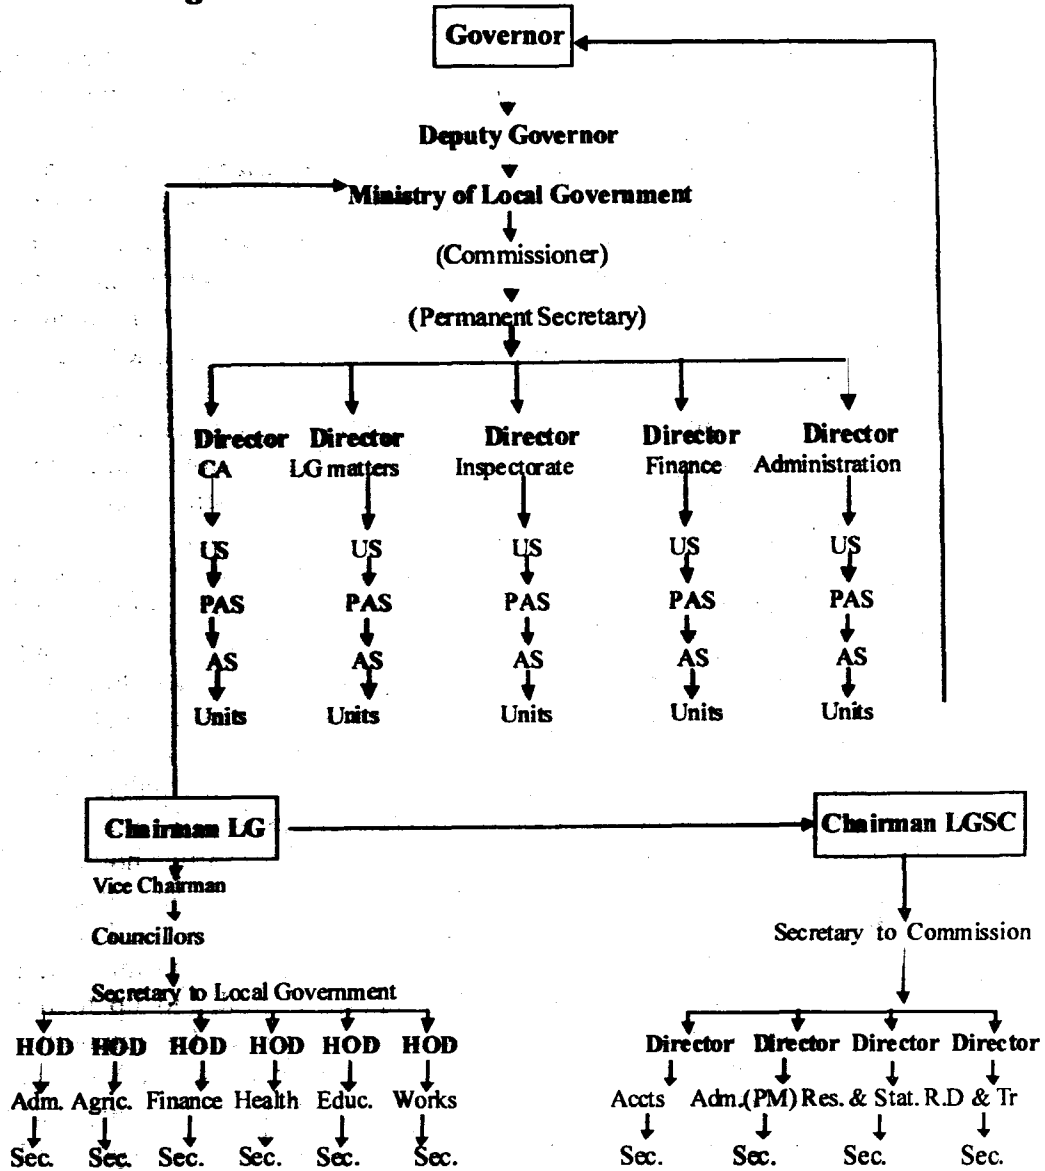 Governor
Deputy Governor
Ministry of Local Government
(Commissioner)
(Permanent Secretary)
Director Director Director Director Director
CA LG matters Inspectorate Finance Administration
US US US US US
PAS PAS PAS PAS PAS
AS AS AS AS AS
Units Units Units Units Units
Chairman LG Chairman LGSC
Vice Chairman
Councillors Secretary to Commission
Secretary to Local Government
HOD HOD HOD HOD HOD HOD Director Director Director Director
Adm. Agric. Finance Health Educ. Works Accts Adm.(PM) Res. & Stat. R.D & Tr
Sec. Sec. Sec. Sec. Sec. Sec. Sec. Sec. Sec. Sec.